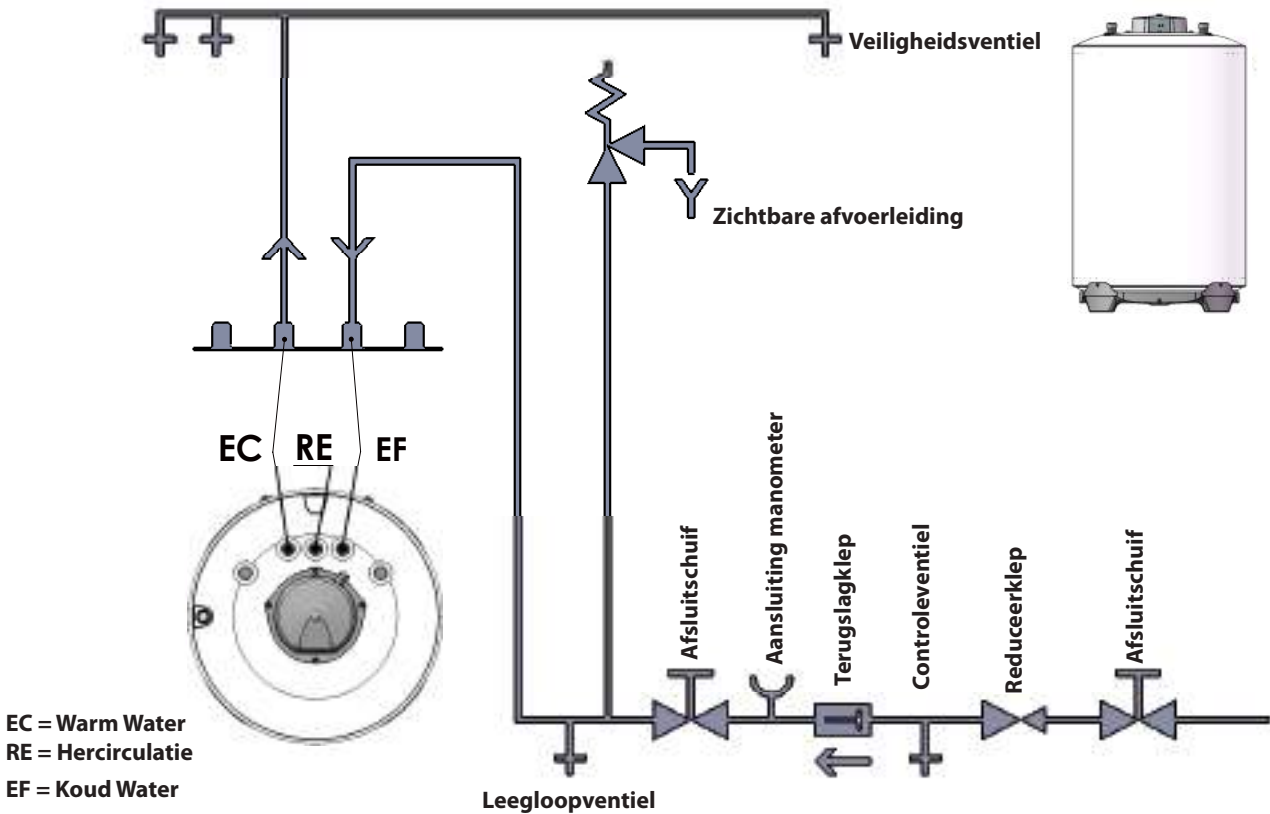 Veiligheidsventiel
Zichtbare afvoerleiding
EC RE EF
Afsluitschuif
Aansluiting manometer
Terugslagklep
Controleventiel
Reduceerklep
Afsluitschuif
EC = Warm Water
RE = Hercirculatie
EF = Koud Water
Leegloopventiel